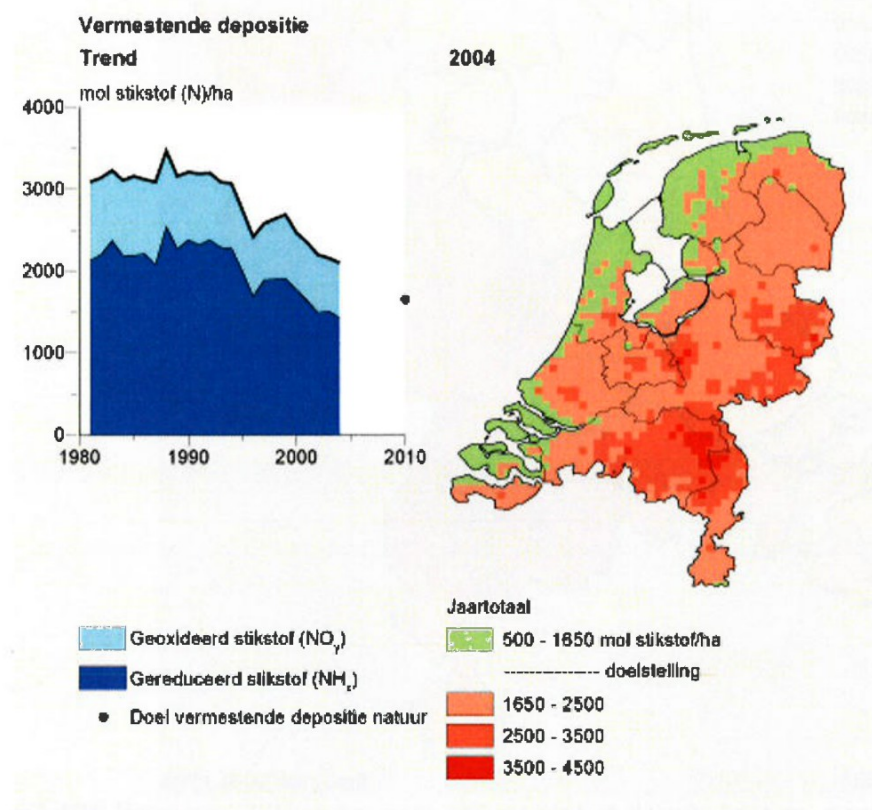 Vermestende depositie
Trend
2004
mol stikstof (N)/ha
4000
3000
2000
1000
0
1980
1990
2000
2010
Geoxideerd stikstof (NOy)
Gereduceerd stikstof (NHx)
Doel vermestende depositie natuur
Jaartotaal
500 - 1650 mol stikstof/ha
doelstelling
1650 - 2500
2500 - 3500
3500 - 4500